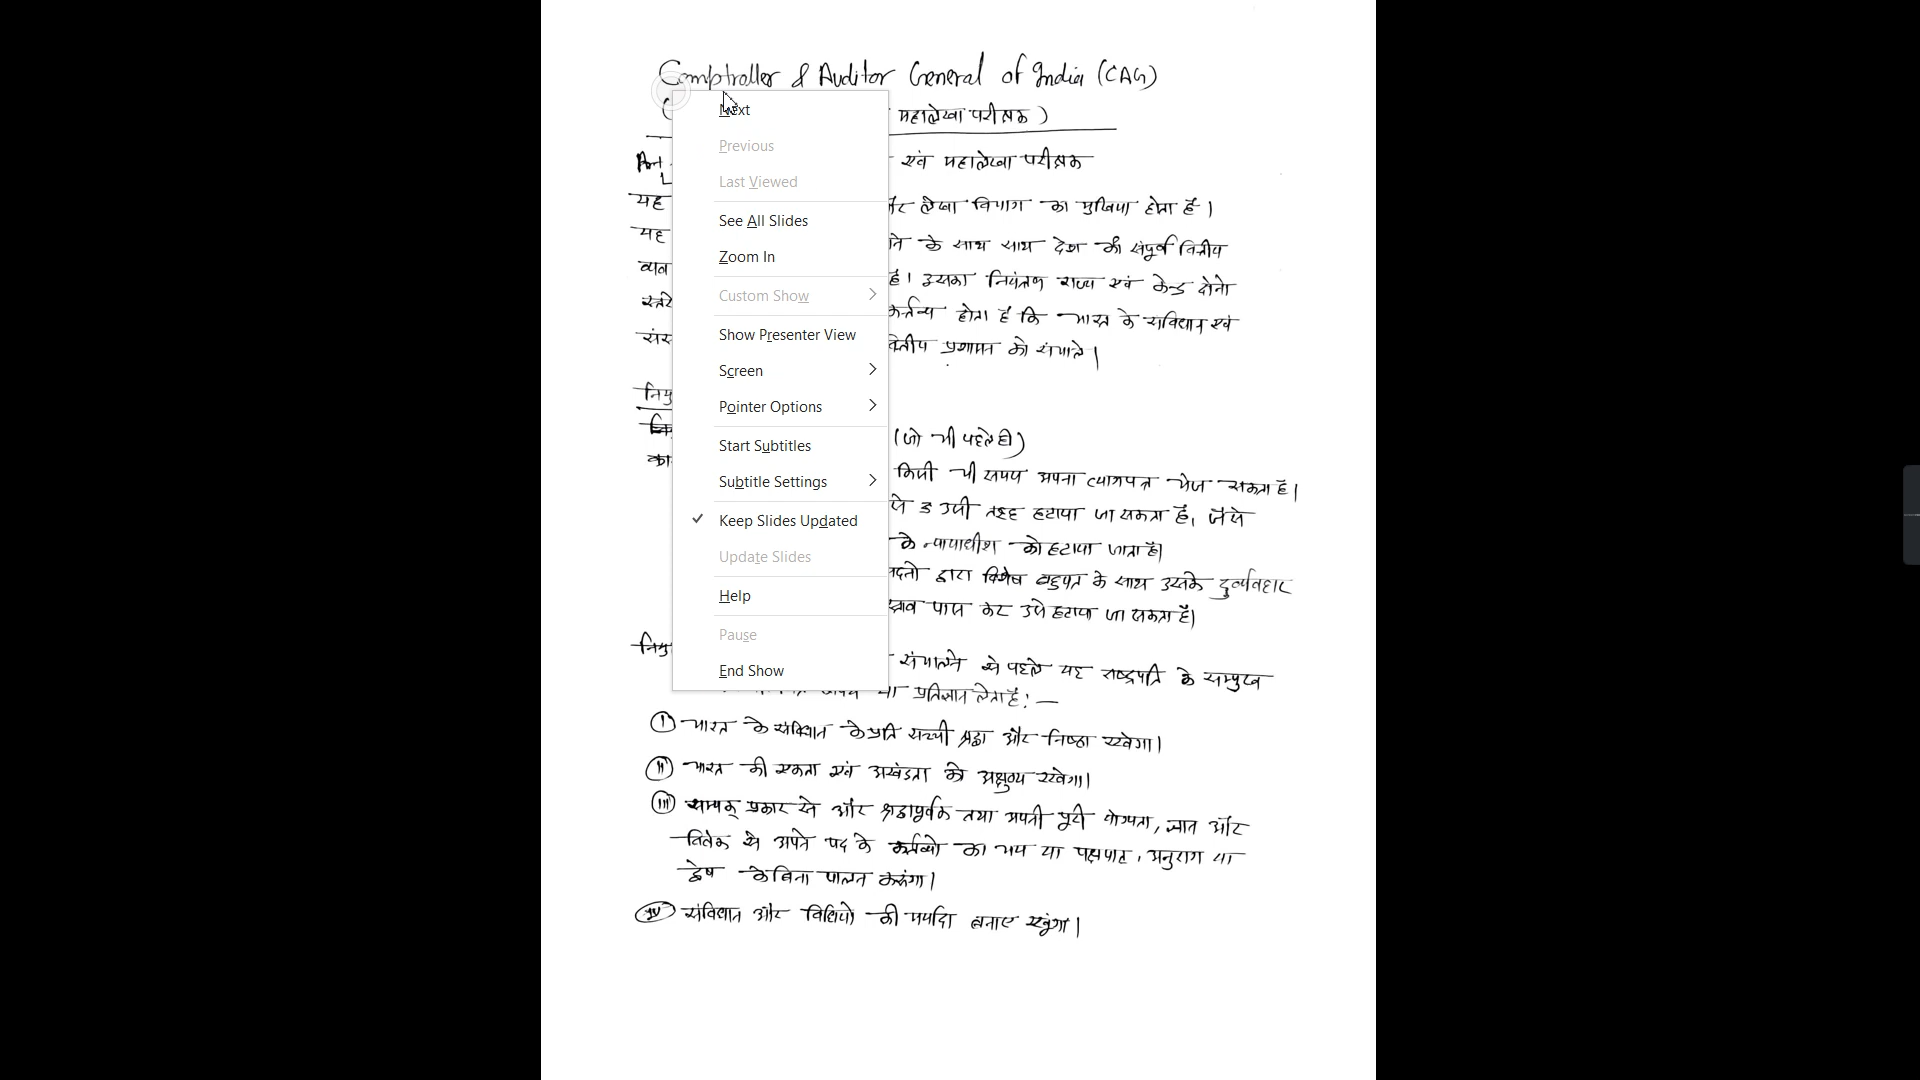 Comptroller & Auditor General of India (CAG)
महालेखा परीक्षक )
एवं महालेखा परीक्षक
यह
लेखा विभाग का मुखिया होता है।
यह
ने के साथ साथ देश की संपूर्ण वित्तीय
व्यव
है। उसका नियंत्रण राज्य एवं केन्द्र दोनो
स्तरो
कर्तव्य होता है कि भारत के संविधान एवं
संस
वित्तीय प्रशासन को संभाले।
नियु
(जो भी पहले हो)
का
किसी भी समय अपना त्यागपत्र भेज सकता है।
उसी तरह हटाया जा सकता है, जैसे
के न्यायाधीश को हटाया जाता है।
सदनो द्वारा विशेष बहुमत के साथ उसके दुर्व्यवहार
स्ताव पास कर उसे हटाया जा सकता है।
नियु
संभालने से पहले यह राष्ट्रपति के सम्मुख
या प्रतिज्ञान लेता है:—
(i) भारत के संविधान के प्रति सच्ची श्रद्धा और निष्ठा रखेगा।
(ii) भारत की एकता एवं अखंडता को अक्षुण्य रखेगा।
(iii) सम्यक् प्रकार से और श्रद्धापूर्वक तथा अपनी पूरी योग्यता, ज्ञान और
विवेक से अपने पद के कर्तव्यो का भय या पक्षपात, अनुराग या
द्वेष के बिना पालन करूंगा।
(iv) संविधान और विधियो की मर्यादा बनाए रखूंगा।
Next
Previous
Last Viewed
See All Slides
Zoom In
Custom Show
Show Presenter View
Screen
Pointer Options
Start Subtitles
Subtitle Settings
Keep Slides Updated
Update Slides
Help
Pause
End Show